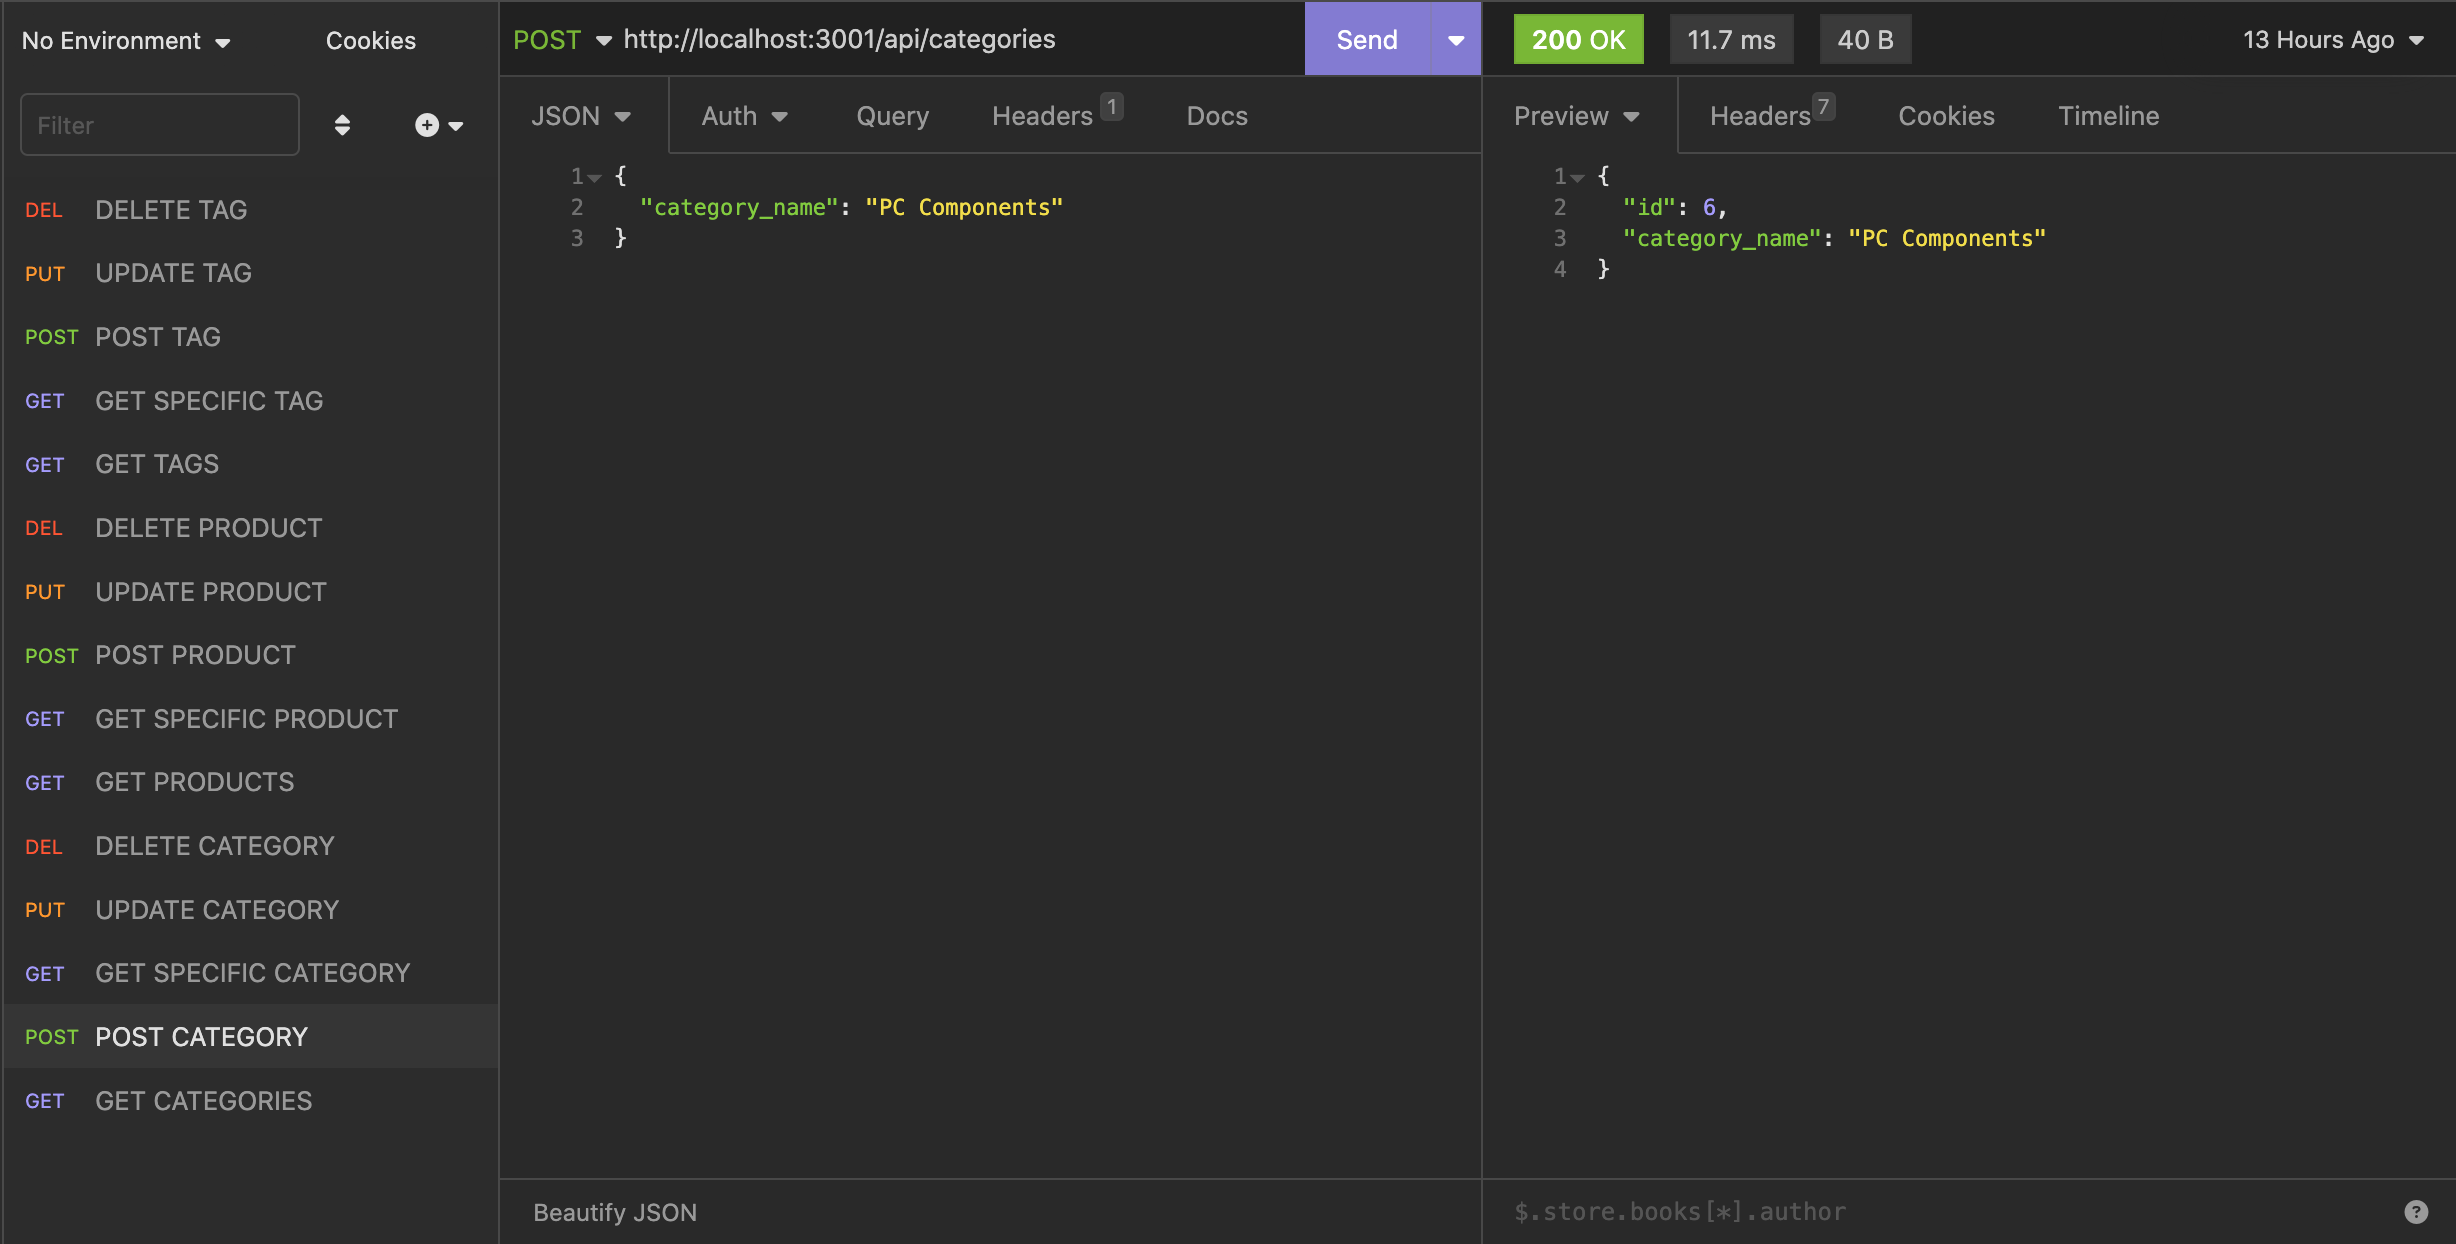 No Environment Cookies
Filter
DEL DELETE TAG
PUT UPDATE TAG
POST POST TAG
GET GET SPECIFIC TAG
GET GET TAGS
DEL DELETE PRODUCT
PUT UPDATE PRODUCT
POST POST PRODUCT
GET GET SPECIFIC PRODUCT
GET GET PRODUCTS
DEL DELETE CATEGORY
PUT UPDATE CATEGORY
GET GET SPECIFIC CATEGORY
POST POST CATEGORY
GET GET CATEGORIES
POST http://localhost:3001/api/categories Send
JSON Auth Query Headers 1 Docs
1 {
2 "category_name": "PC Components"
3 }
Beautify JSON
200 OK 11.7 ms 40 B 13 Hours Ago
Preview Headers 7 Cookies Timeline
1 {
2 "id": 6,
3 "category_name": "PC Components"
4 }
$.store.books[*].author ?